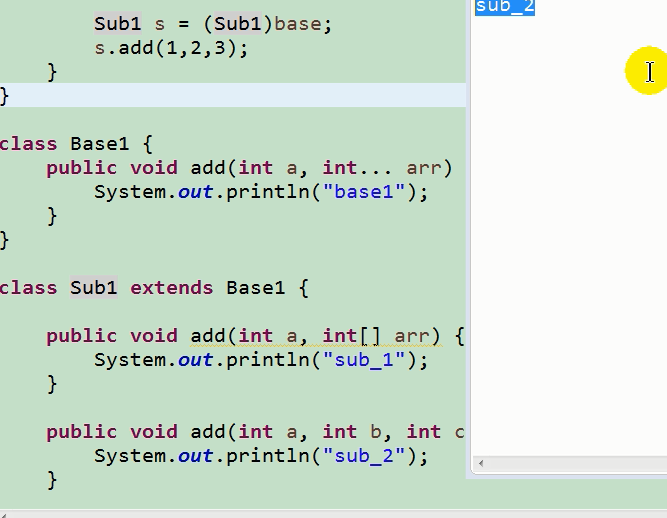 sub_2
Sub1 s = (Sub1)base;
s.add(1,2,3);
}
}
class Base1 {
public void add(int a, int... arr)
System.out.println("base1");
}
}
class Sub1 extends Base1 {
public void add(int a, int[] arr) {
System.out.println("sub_1");
}
public void add(int a, int b, int c
System.out.println("sub_2");
}